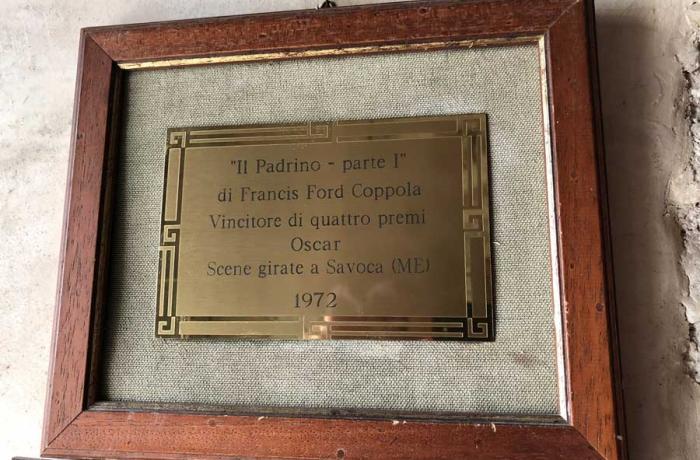 "Il Padrino - parte I"
di Francis Ford Coppola
Vincitore di quattro premi
Oscar
Scene girate a Savoca (ME)
1972